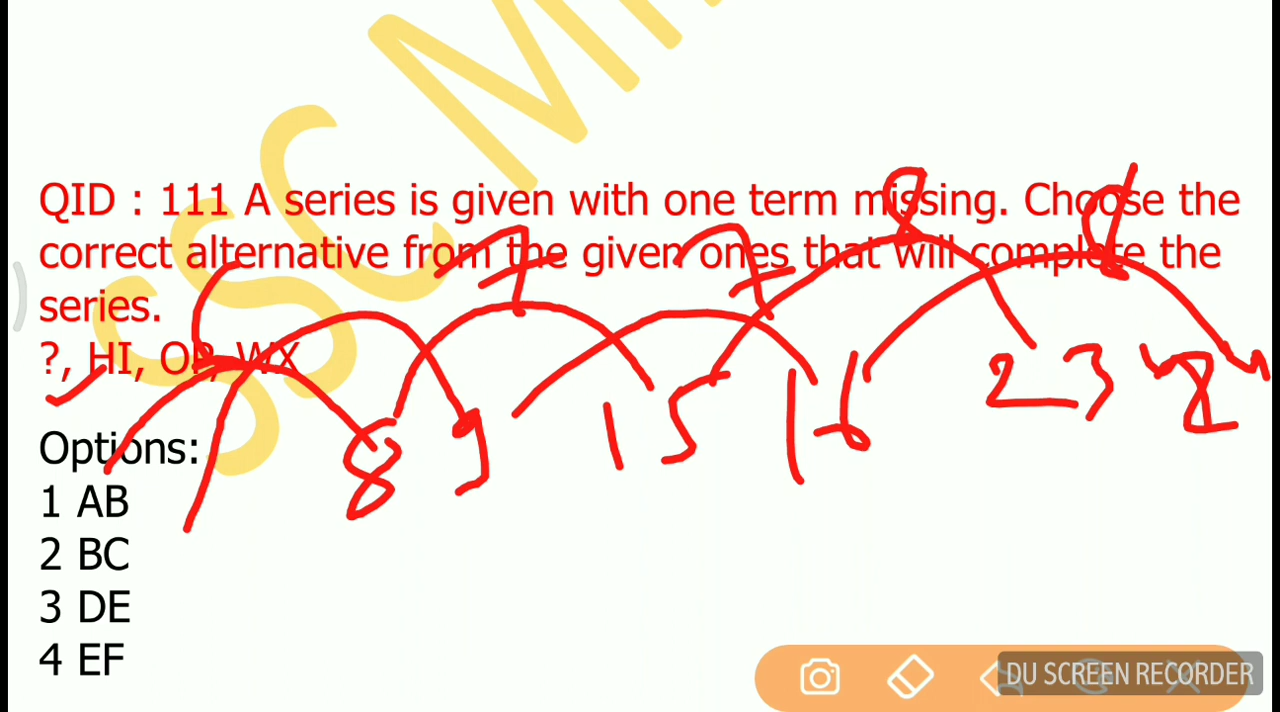 SSC M
QID : 111 A series is given with one term missing. Choose the
correct alternative from the given ones that will complete the
series.
?, HI, OP, WX
7 7 8 8
8 9 15 16 23 24
Options:
1 AB
2 BC
3 DE
4 EF
DU SCREEN RECORDER